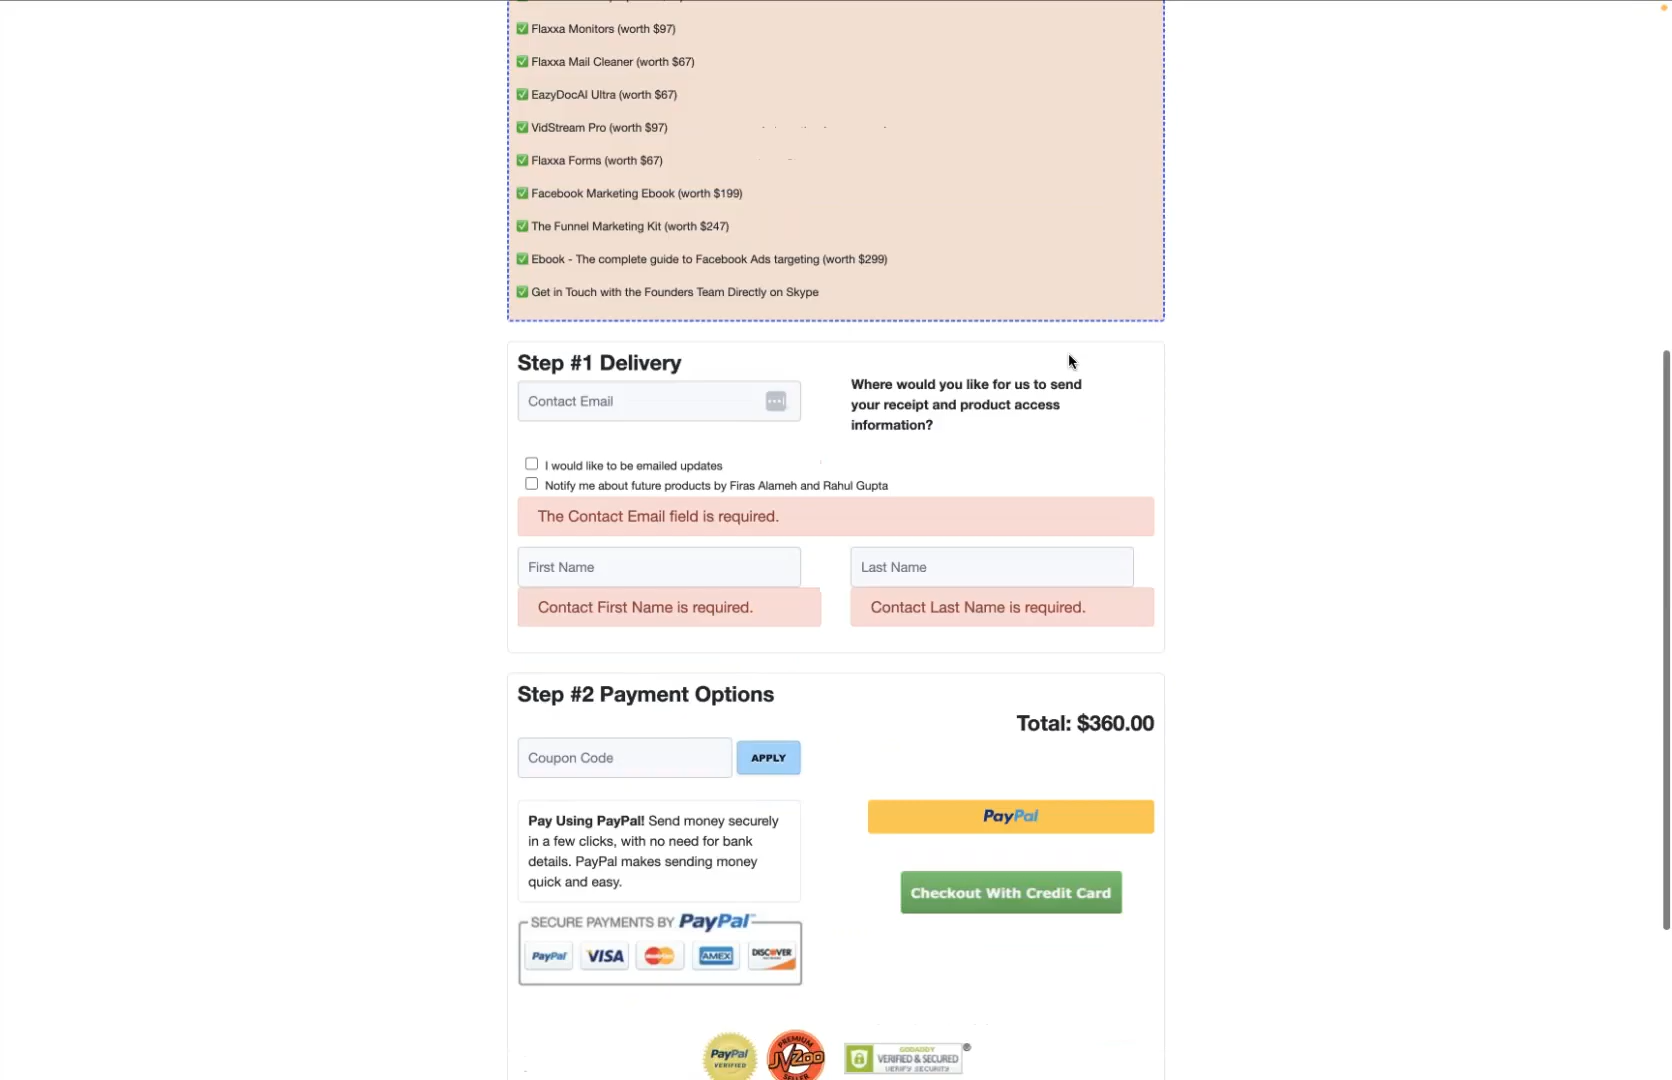 ✅ Flaxxa Monitors (worth $97)
✅ Flaxxa Mail Cleaner (worth $67)
✅ EazyDocAI Ultra (worth $67)
✅ VidStream Pro (worth $97)
✅ Flaxxa Forms (worth $67)
✅ Facebook Marketing Ebook (worth $199)
✅ The Funnel Marketing Kit (worth $247)
✅ Ebook - The complete guide to Facebook Ads targeting (worth $299)
✅ Get in Touch with the Founders Team Directly on Skype
Step #1 Delivery
Contact Email
Where would you like for us to send
your receipt and product access
information?
I would like to be emailed updates
Notify me about future products by Firas Alameh and Rahul Gupta
The Contact Email field is required.
First Name
Last Name
Contact First Name is required.
Contact Last Name is required.
Step #2 Payment Options
Total: $360.00
Coupon Code
APPLY
Pay Using PayPal! Send money securely
in a few clicks, with no need for bank
details. PayPal makes sending money
quick and easy.
PayPal
Checkout With Credit Card
SECURE PAYMENTS BY PayPal™
PayPal
VISA
MasterCard
AMEX
DISCOVER
PayPal
VERIFIED
PREMIUM
JVZoo
SELLER
GODADDY
VERIFIED & SECURED
VERIFY SECURITY
®